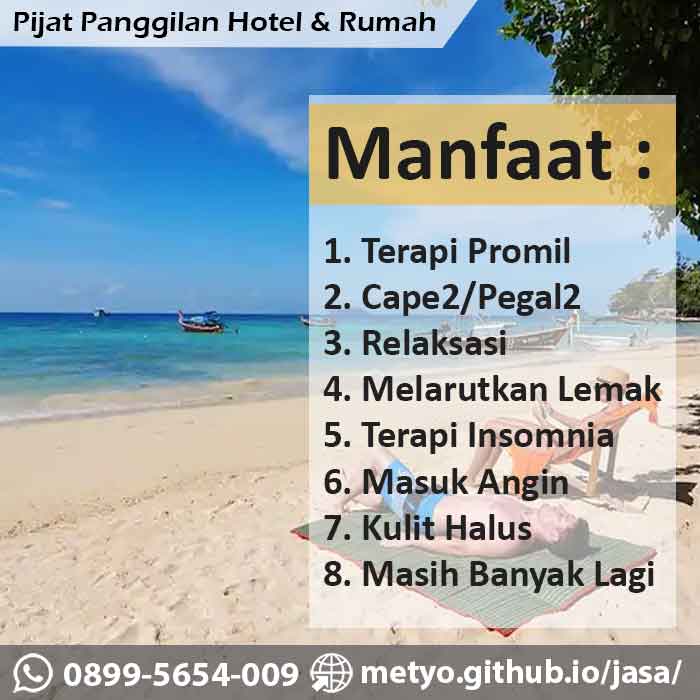 Pijat Panggilan Hotel & Rumah
Manfaat :
1. Terapi Promil
2. Cape2/Pegal2
3. Relaksasi
4. Melarutkan Lemak
5. Terapi Insomnia
6. Masuk Angin
7. Kulit Halus
8. Masih Banyak Lagi
0899-5654-009 metyo.github.io/jasa/